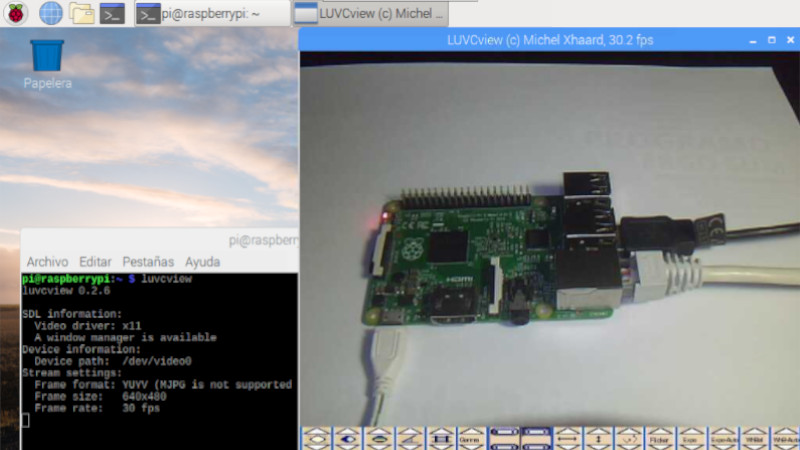 pi@raspberrypi: ~
LUVCview (c) Michel ...
LUVCview (c) Michel Xhaard, 30.2 fps
Papelera
pi@raspberry
Archivo Editar Pestañas Ayuda
pi@raspberrypi:~ $ luvcview
luvcview 0.2.6
SDL information:
Video driver: x11
A window manager is available
Device information:
Device path: /dev/video0
Stream settings:
Frame format: YUYV (MJPG is not supported
Frame size: 640x480
Frame rate: 30 fps
HDMI
Flicker
Expo